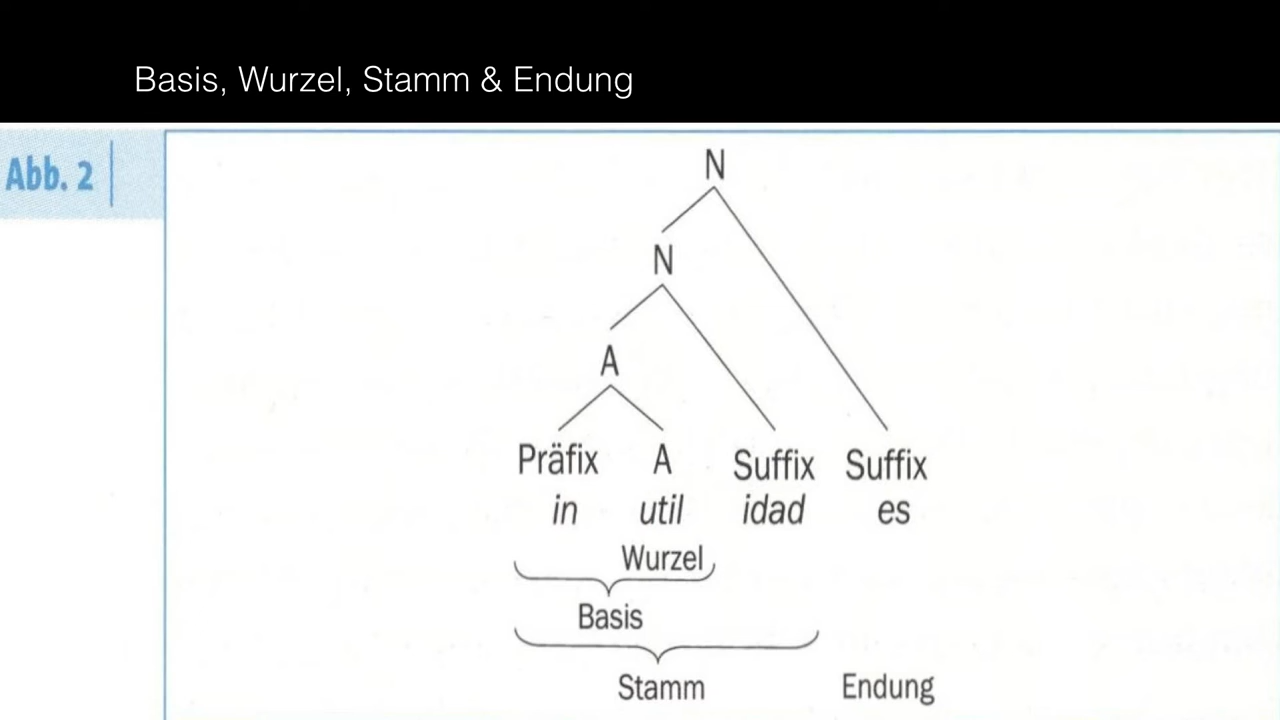 Basis, Wurzel, Stamm & Endung
Abb. 2
N
N
A
Präfix A Suffix Suffix
in util idad es
Wurzel
Basis
Stamm Endung